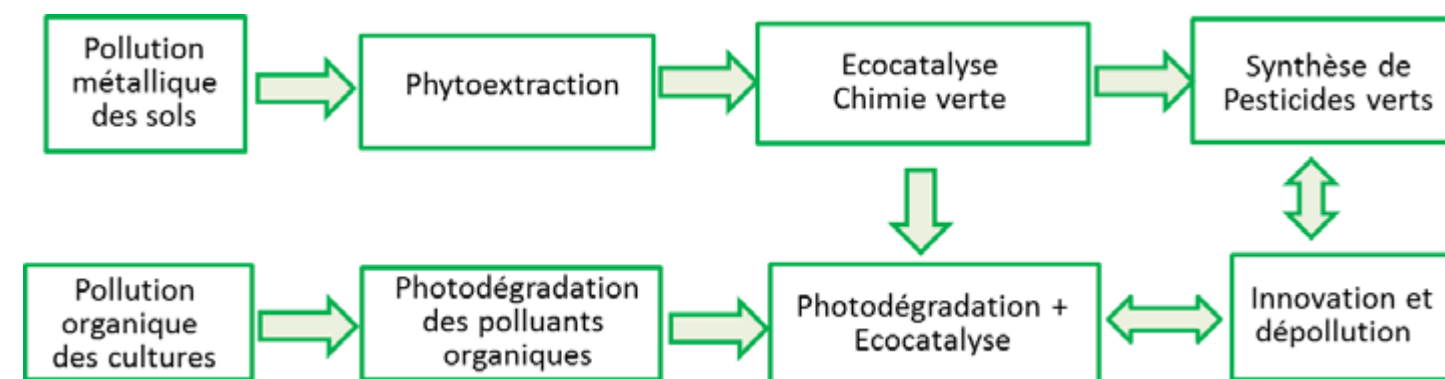 Pollution
métallique
des sols
Phytoextraction
Ecocatalyse
Chimie verte
Synthèse de
Pesticides verts
Pollution
organique
des cultures
Photodégradation
des polluants
organiques
Photodégradation +
Ecocatalyse
Innovation et
dépollution